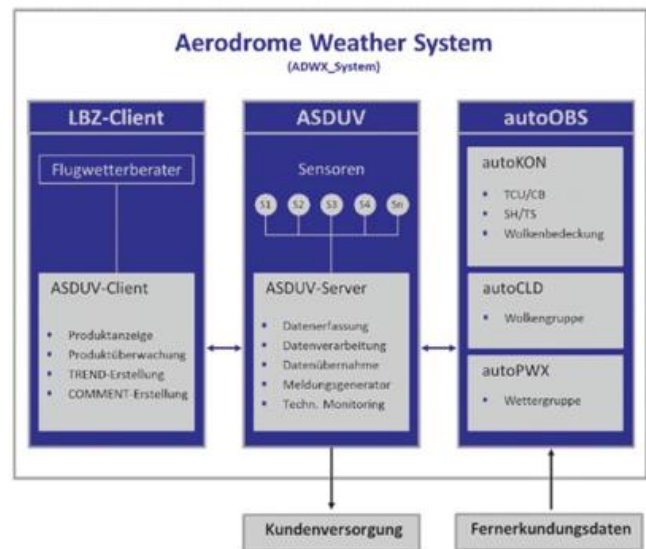 Aerodrome Weather System
(ADWX_System)
LBZ-Client
Flugwetterberater
ASDUV-Client
• Produktanzeige
• Produktüberwachung
• TREND-Erstellung
• COMMENT-Erstellung
ASDUV
Sensoren
S1 S2 S3 S4 Sn
ASDUV-Server
• Datenerfassung
• Datenverarbeitung
• Datenübernahme
• Meldungsgenerator
• Techn. Monitoring
autoOBS
autoKON
• TCU/CB
• SH/TS
• Wolkenbedeckung
autoCLD
• Wolkengruppe
autoPWX
• Wettergruppe
Kundenversorgung
Fernerkundungsdaten